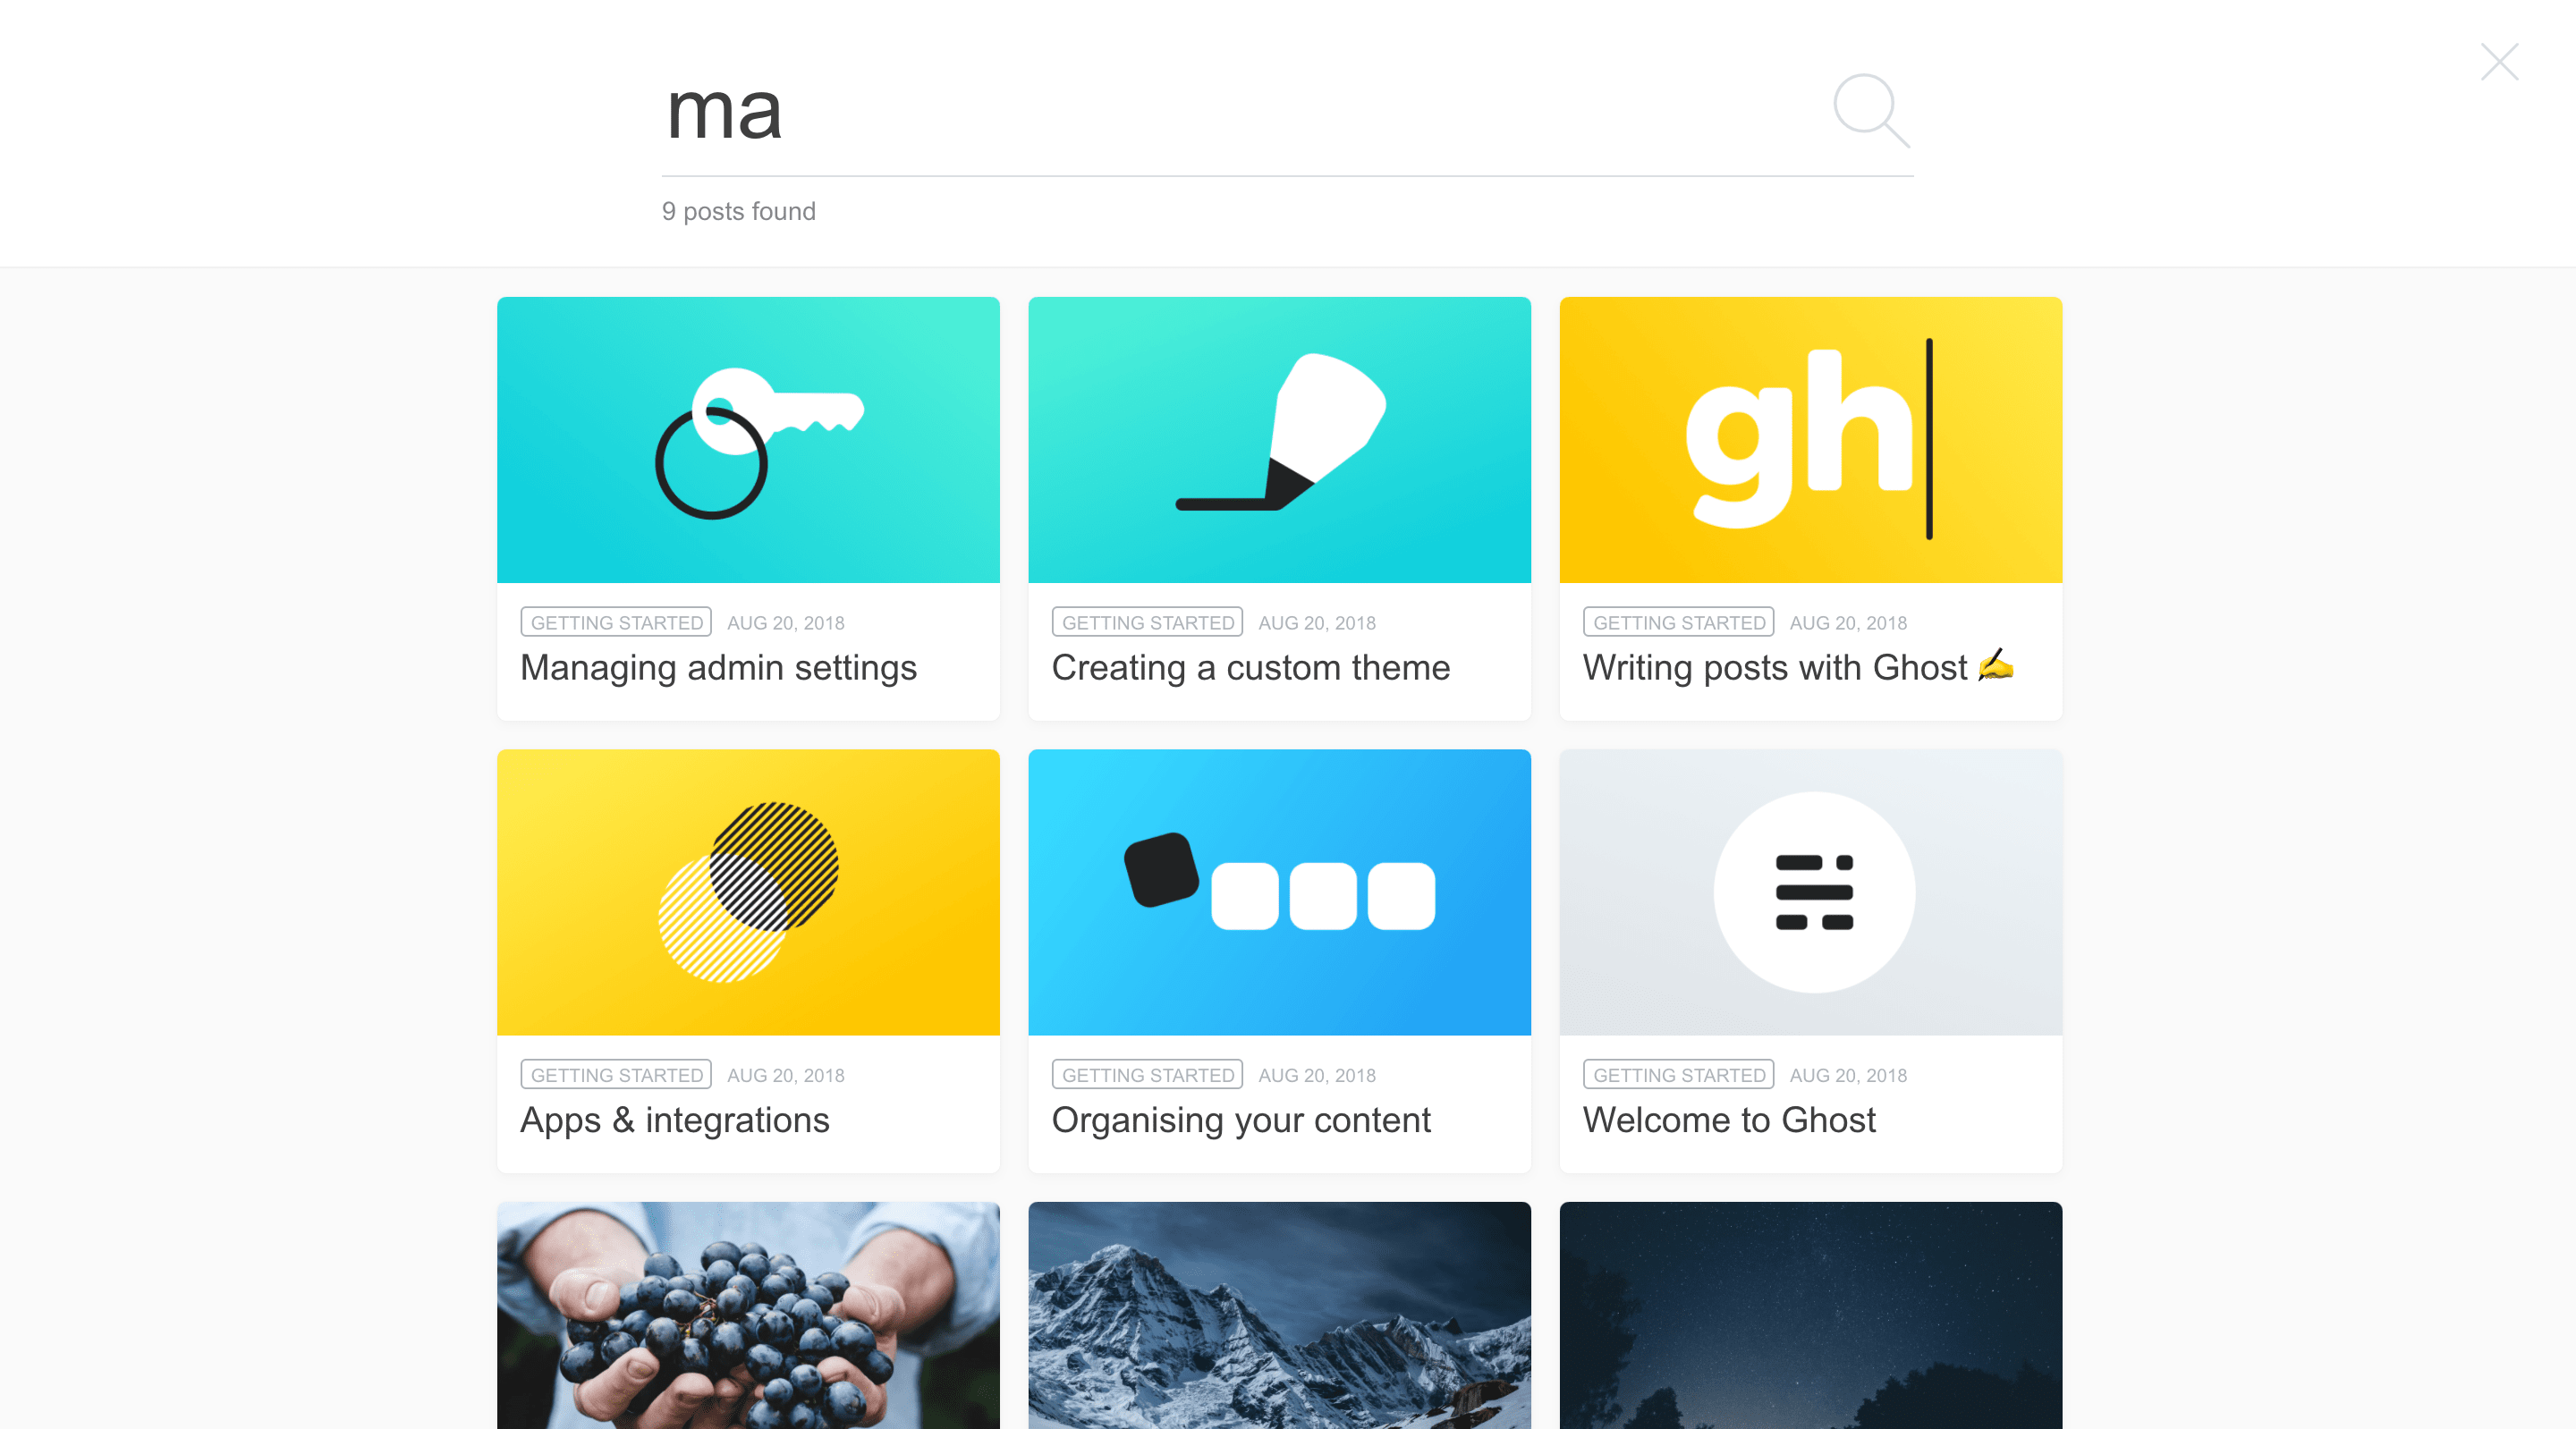 ma
9 posts found
gh
GETTING STARTED AUG 20, 2018
Managing admin settings
GETTING STARTED AUG 20, 2018
Creating a custom theme
GETTING STARTED AUG 20, 2018
Writing posts with Ghost ✍️
GETTING STARTED AUG 20, 2018
Apps & integrations
GETTING STARTED AUG 20, 2018
Organising your content
GETTING STARTED AUG 20, 2018
Welcome to Ghost